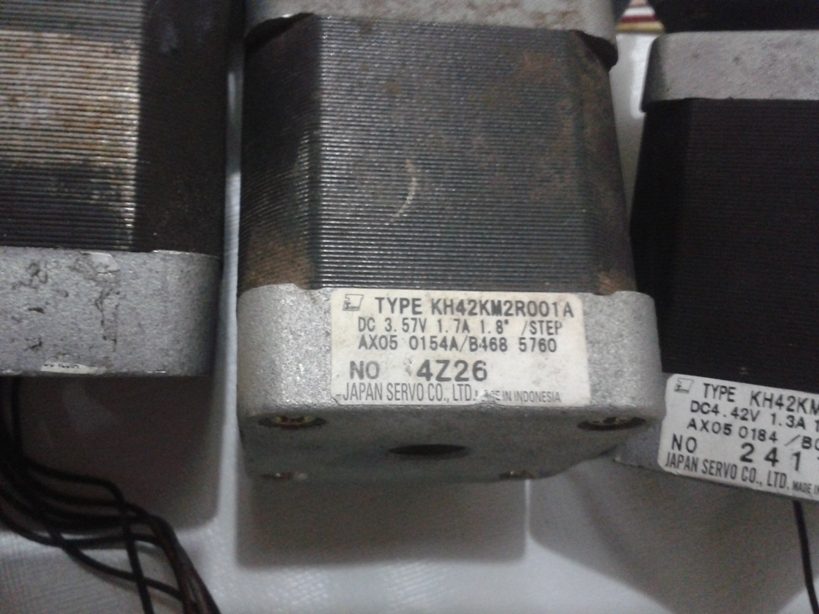 TYPE KH42KM2R001A
DC 3.57V 1.7A 1.8° /STEP
AX05 0154A/B468 5760
NO 4Z26
JAPAN SERVO CO., LTD. MADE IN INDONESIA
TYPE KH42KM
DC4.42V 1.3A 1
AX05 0184 /B
NO 241
JAPAN SERVO CO., LTD. MADE IN